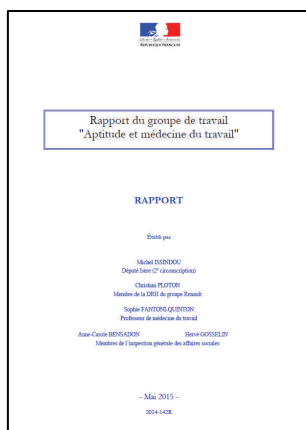 RÉPUBLIQUE FRANÇAISE
Rapport du groupe de travail
"Aptitude et médecine du travail"
RAPPORT
Établi par
Michel ISSINDOU
Député Isère (2e circonscription)
Christian PLOTON
Membre de la DRH du groupe Renault
Sophie FANTONI-QUINTON
Professeur de médecine du travail
Anne-Carole BENSADON Hervé GOSSELIN
Membres de l'inspection générale des affaires sociales
- Mai 2015 -
2014-142R